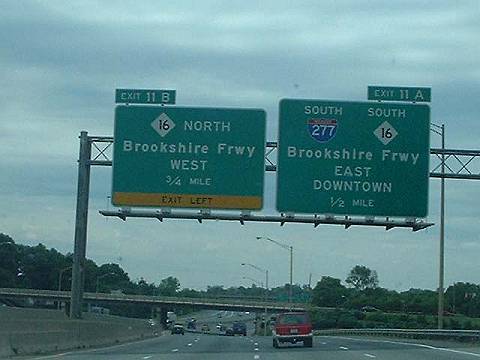 EXIT 11 B
16 NORTH
Brookshire Frwy
WEST
3/4 MILE
EXIT LEFT
EXIT 11 A
SOUTH SOUTH
277 16
Brookshire Frwy
EAST
DOWNTOWN
1/2 MILE